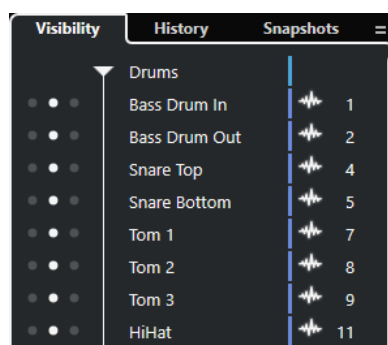 Visibility History Snapshots
Drums
Bass Drum In 1
Bass Drum Out 2
Snare Top 4
Snare Bottom 5
Tom 1 7
Tom 2 8
Tom 3 9
HiHat 11